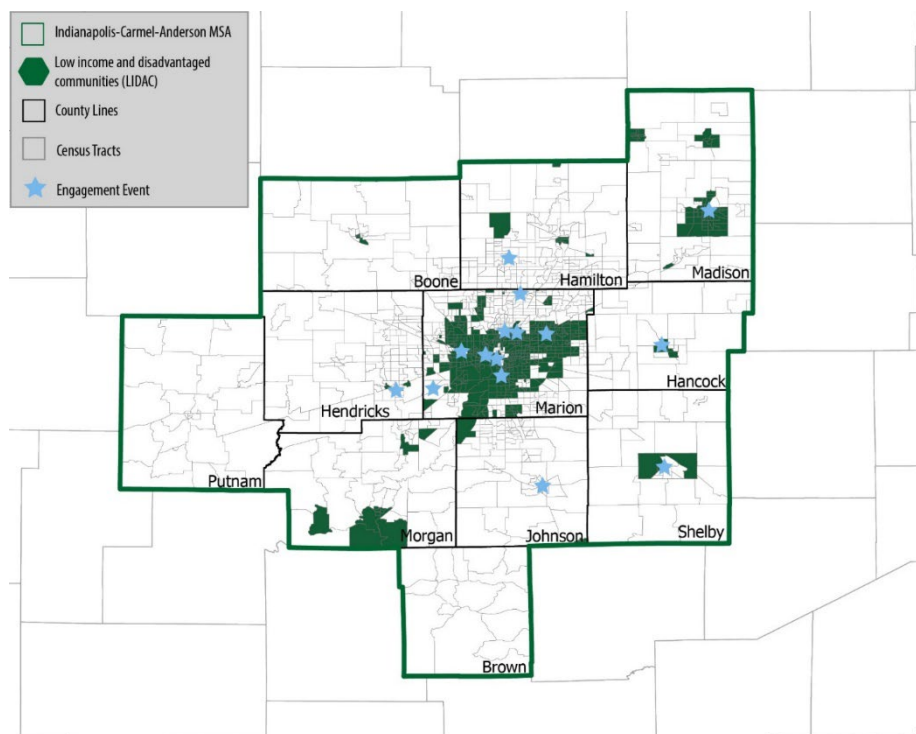 Indianapolis-Carmel-Anderson MSA
Low income and disadvantaged
communities (LIDAC)
County Lines
Census Tracts
Engagement Event
Boone
Hamilton
Madison
Hendricks
Marion
Hancock
Putnam
Morgan
Johnson
Shelby
Brown